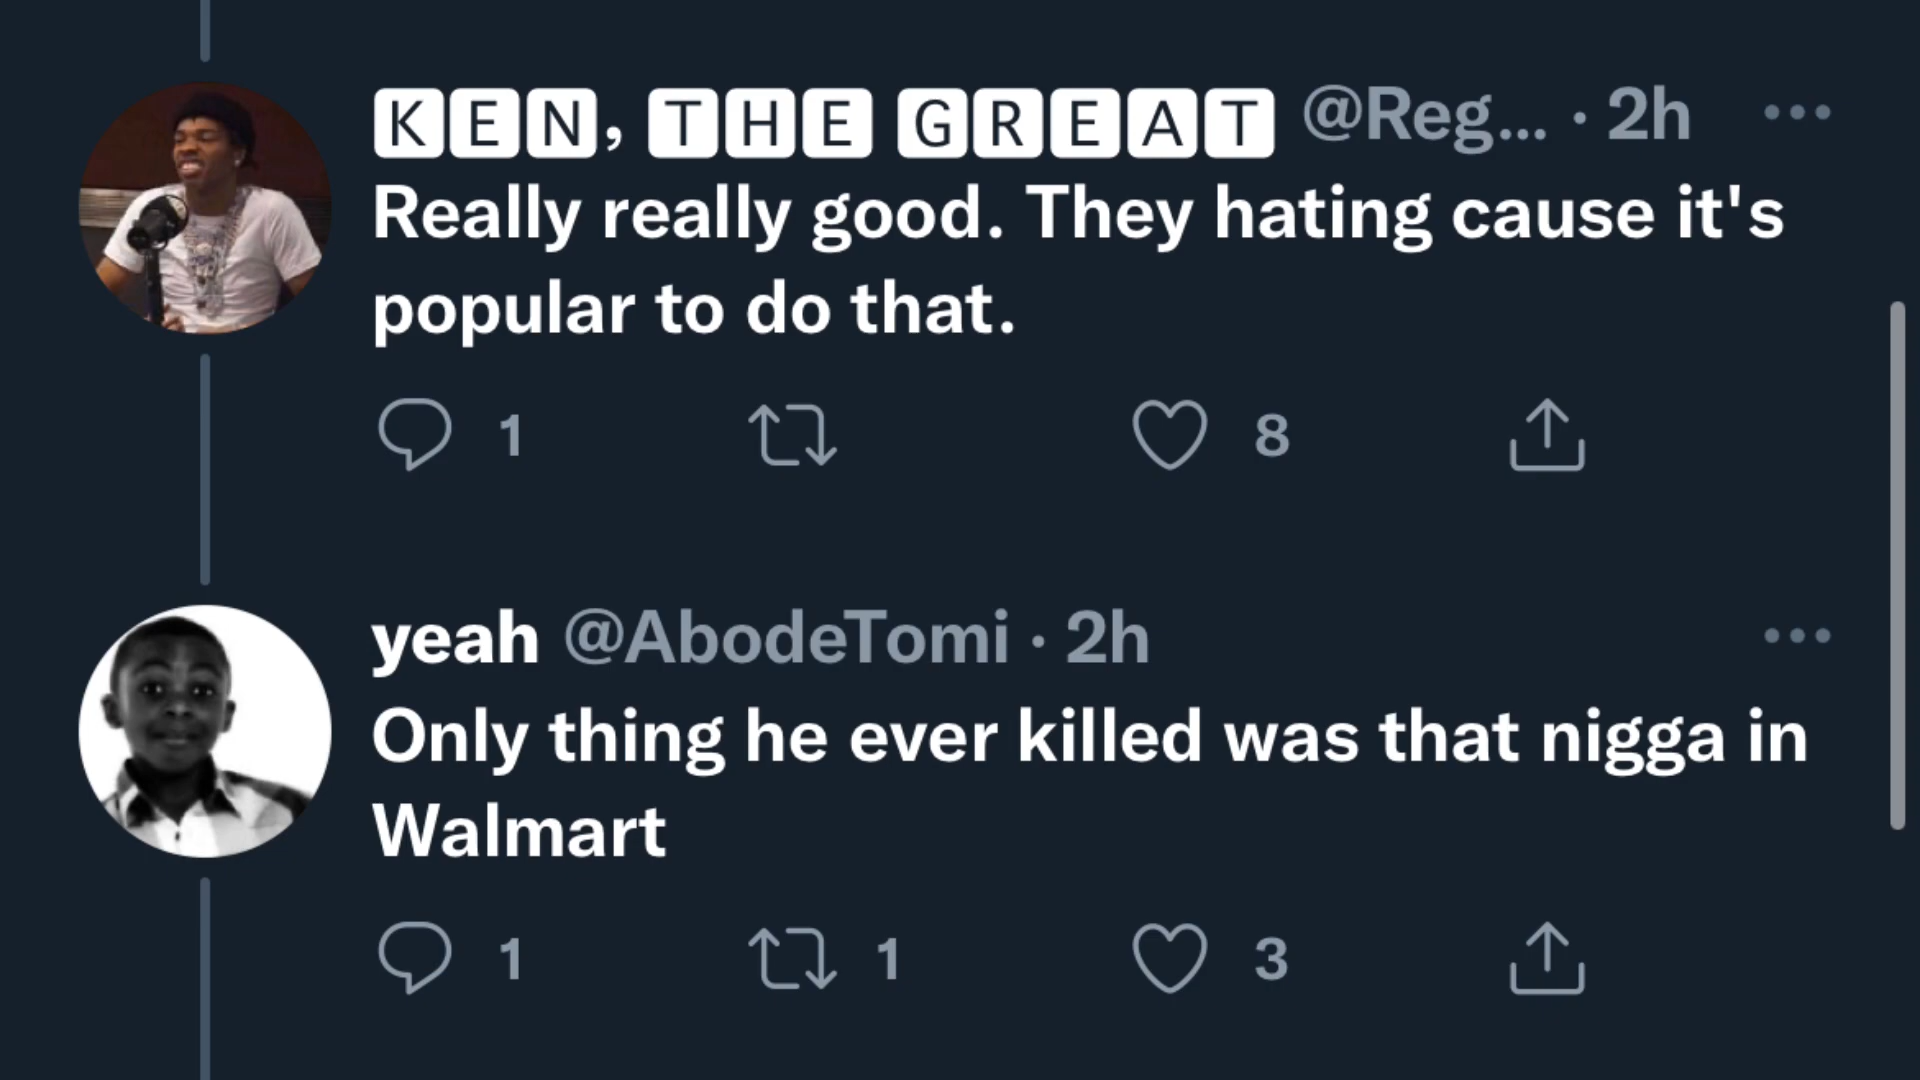 🄺🄴🄽, 🅃🄷🄴 🄶🅁🄴🄰🅃 @Reg... · 2h
Really really good. They hating cause it's
popular to do that.
1 8
yeah @AbodeTomi · 2h
Only thing he ever killed was that nigga in
Walmart
1 1 3